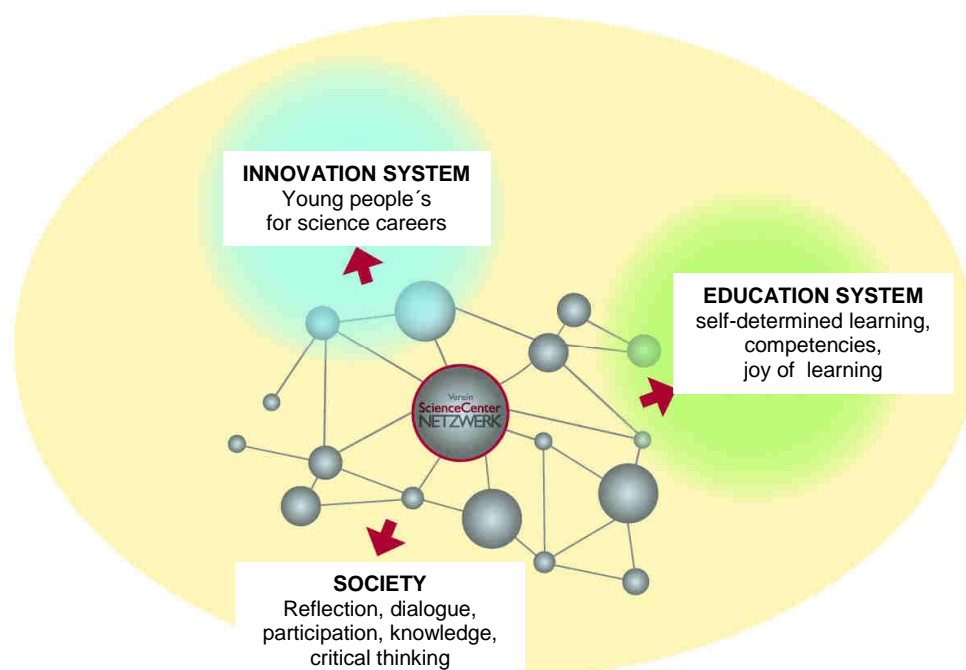 INNOVATION SYSTEM
Young people´s
for science careers
EDUCATION SYSTEM
self-determined learning,
competencies,
joy of learning
Verein
ScienceCenter
NETZWERK
SOCIETY
Reflection, dialogue,
participation, knowledge,
critical thinking